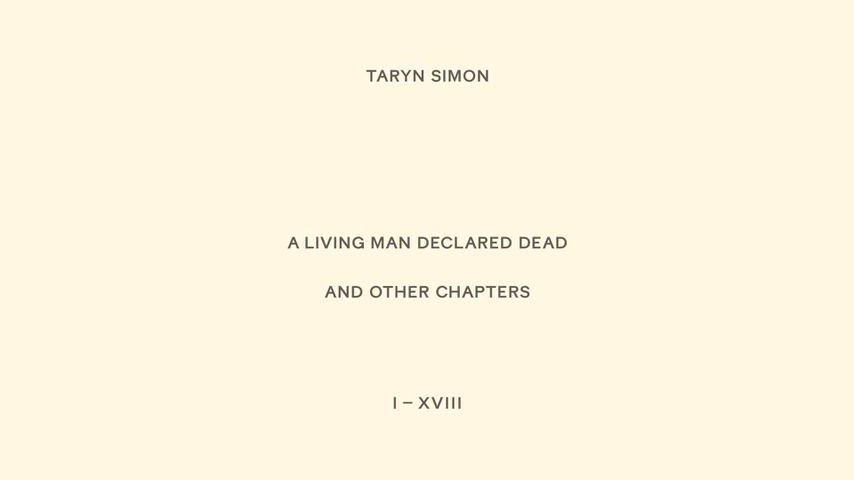 TARYN SIMON
A LIVING MAN DECLARED DEAD
AND OTHER CHAPTERS
I – XVIII